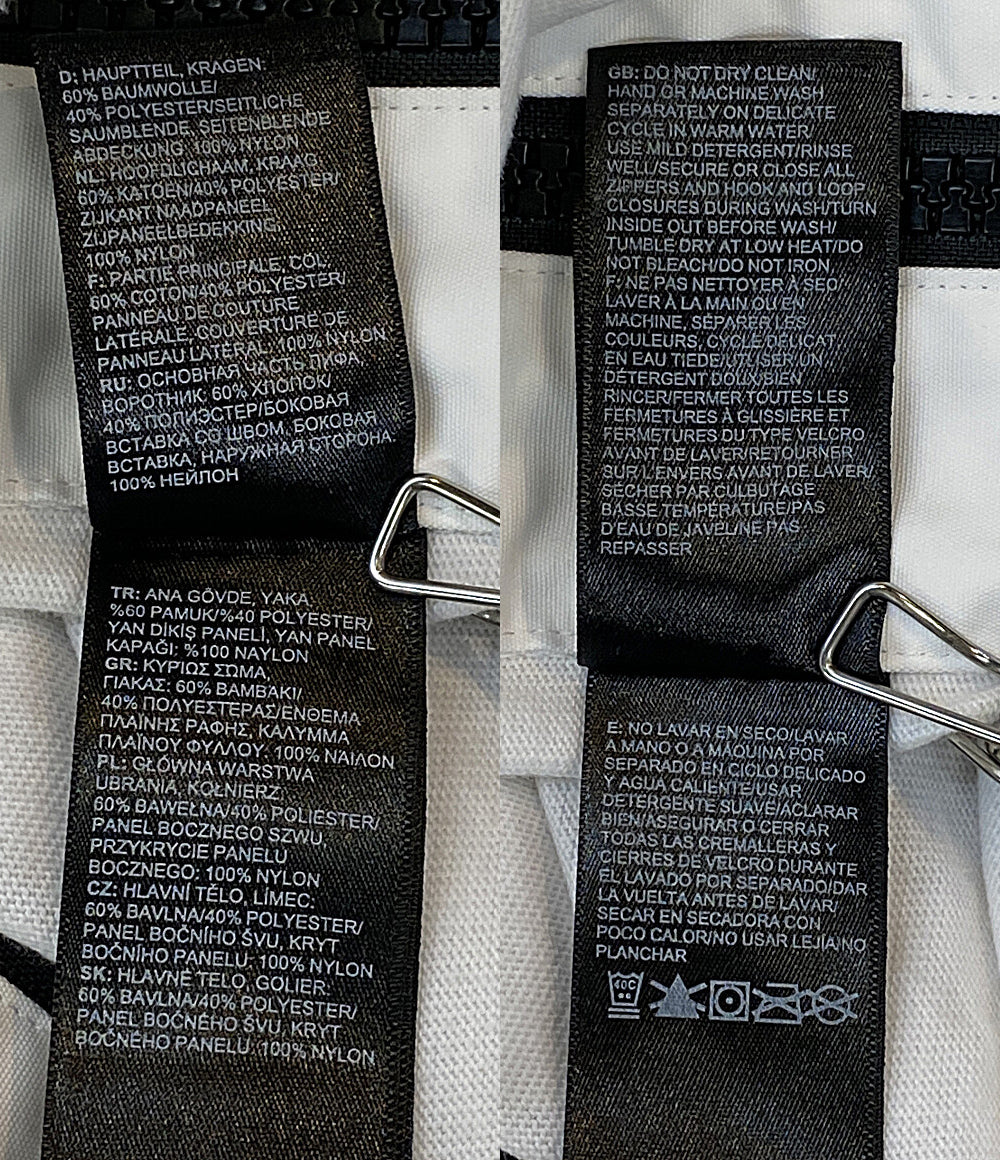 D: HAUPTTEIL, KRAGEN:
60% BAUMWOLLE/
40% POLYESTER/SEITLICHE
SAUMBLENDE, SEITENBLENDE
ABDECKUNG: 100% NYLON
NL: HOOFDLICHAAM, KRAAG:
60% KATOEN/40% POLYESTER/
ZIJKANT NAADPANEEL
ZIJPANEELBEDEKKING:
100% NYLON
F: PARTIE PRINCIPALE, COL:
60% COTON/40% POLYESTER/
PANNEAU DE COUTURE
LATÉRALE, COUVERTURE DE
PANNEAU LATÉRAL: 100% NYLON
RU: ОСНОВНАЯ ЧАСТЬ ЛИФА,
ВОРОТНИК: 60% ХЛОПОК/
40% ПОЛИЭСТЕР/БОКОВАЯ
ВСТАВКА СО ШВОМ, БОКОВАЯ
ВСТАВКА, НАРУЖНАЯ СТОРОНА:
100% НЕЙЛОН
TR: ANA GÖVDE, YAKA:
%60 PAMUK/%40 POLYESTER/
YAN DİKİŞ PANELİ, YAN PANEL
KAPAĞI: %100 NAYLON
GR: ΚΥΡΊΩΣ ΣΏΜΑ,
ΓΙΑΚΆΣ: 60% ΒΑΜΒΆΚΙ/
40% ΠΟΛΥΕΣΤΈΡΑΣ/ΈΝΘΕΜΑ
ΠΛΑΪΝΉΣ ΡΑΦΉΣ, ΚΆΛΥΜΜΑ
ΠΛΑΪΝΟΎ ΦΎΛΛΟΥ: 100% ΝΆΙΛΟΝ
PL: GŁÓWNA WARSTWA
UBRANIA, KOŁNIERZ:
60% BAWEŁNA/40% POLIESTER/
PANEL BOCZNEGO SZWU,
PRZYKRYCIE PANELU
BOCZNEGO: 100% NYLON
CZ: HLAVNÍ TĚLO, LÍMEC:
60% BAVLNA/40% POLYESTER/
PANEL BOČNÍHO ŠVU, KRYT
BOČNÍHO PANELU: 100% NYLON
SK: HLAVNÉ TELO, GOLIER:
60% BAVLNA/40% POLYESTER/
PANEL BOČNÉHO ŠVU, KRYT
BOČNÉHO PANELU: 100% NYLON
GB: DO NOT DRY CLEAN/
HAND OR MACHINE WASH
SEPARATELY ON DELICATE
CYCLE IN WARM WATER/
USE MILD DETERGENT/RINSE
WELL/SECURE OR CLOSE ALL
ZIPPERS AND HOOK AND LOOP
CLOSURES DURING WASH/TURN
INSIDE OUT BEFORE WASH/
TUMBLE DRY AT LOW HEAT/DO
NOT BLEACH/DO NOT IRON
F: NE PAS NETTOYER À SEC/
LAVER À LA MAIN OU EN
MACHINE, SÉPARER LES
COULEURS, CYCLE DÉLICAT
EN EAU TIÈDE/UTILISER UN
DÉTERGENT DOUX/BIEN
RINCER/FERMER TOUTES LES
FERMETURES À GLISSIÈRE ET
FERMETURES DU TYPE VELCRO
AVANT DE LAVER/RETOURNER
SUR L'ENVERS AVANT DE LAVER/
SÉCHER PAR CULBUTAGE
BASSE TEMPÉRATURE/PAS
D'EAU DE JAVEL/NE PAS
REPASSER
E: NO LAVAR EN SECO/LAVAR
A MANO O A MÁQUINA POR
SEPARADO EN CICLO DELICADO
Y AGUA CALIENTE/USAR
DETERGENTE SUAVE/ACLARAR
BIEN/ASEGURAR O CERRAR
TODAS LAS CREMALLERAS Y
CIERRES DE VELCRO DURANTE
EL LAVADO POR SEPARADO/DAR
LA VUELTA ANTES DE LAVAR/
SECAR EN SECADORA CON
POCO CALOR/NO USAR LEJÍA/NO
PLANCHAR
40C